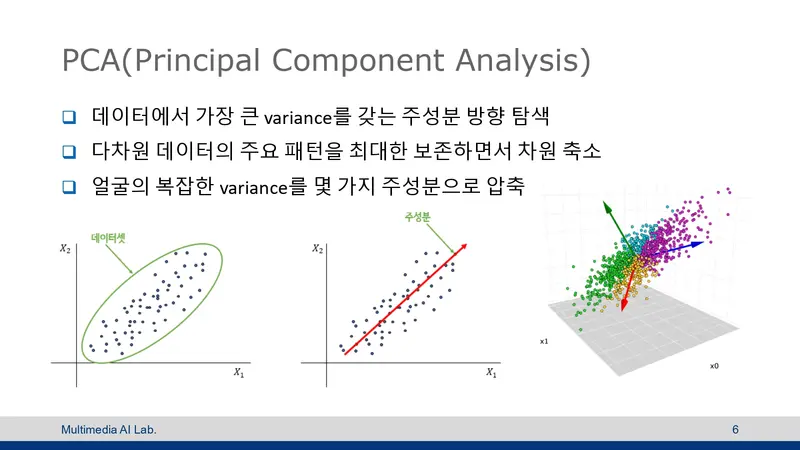 PCA(Principal Component Analysis)
데이터에서 가장 큰 variance를 갖는 주성분 방향 탐색
다차원 데이터의 주요 패턴을 최대한 보존하면서 차원 축소
얼굴의 복잡한 variance를 몇 가지 주성분으로 압축
데이터셋
X₂
X₁
주성분
X₂
X₁
x1
x0
Multimedia AI Lab.
6